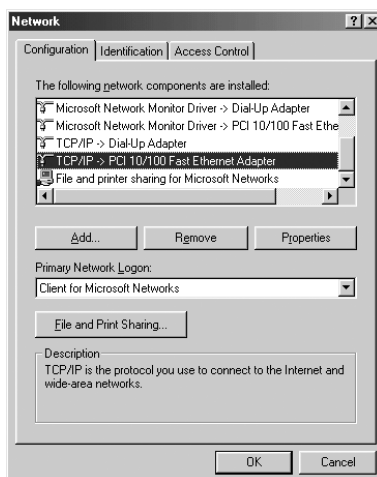 Network
Configuration Identification Access Control
The following network components are installed:
Microsoft Network Monitor Driver -> Dial-Up Adapter
Microsoft Network Monitor Driver -> PCI 10/100 Fast Ethe
TCP/IP -> Dial-Up Adapter
TCP/IP -> PCI 10/100 Fast Ethernet Adapter
File and printer sharing for Microsoft Networks
Add... Remove Properties
Primary Network Logon:
Client for Microsoft Networks
File and Print Sharing...
Description
TCP/IP is the protocol you use to connect to the Internet and
wide-area networks.
OK Cancel